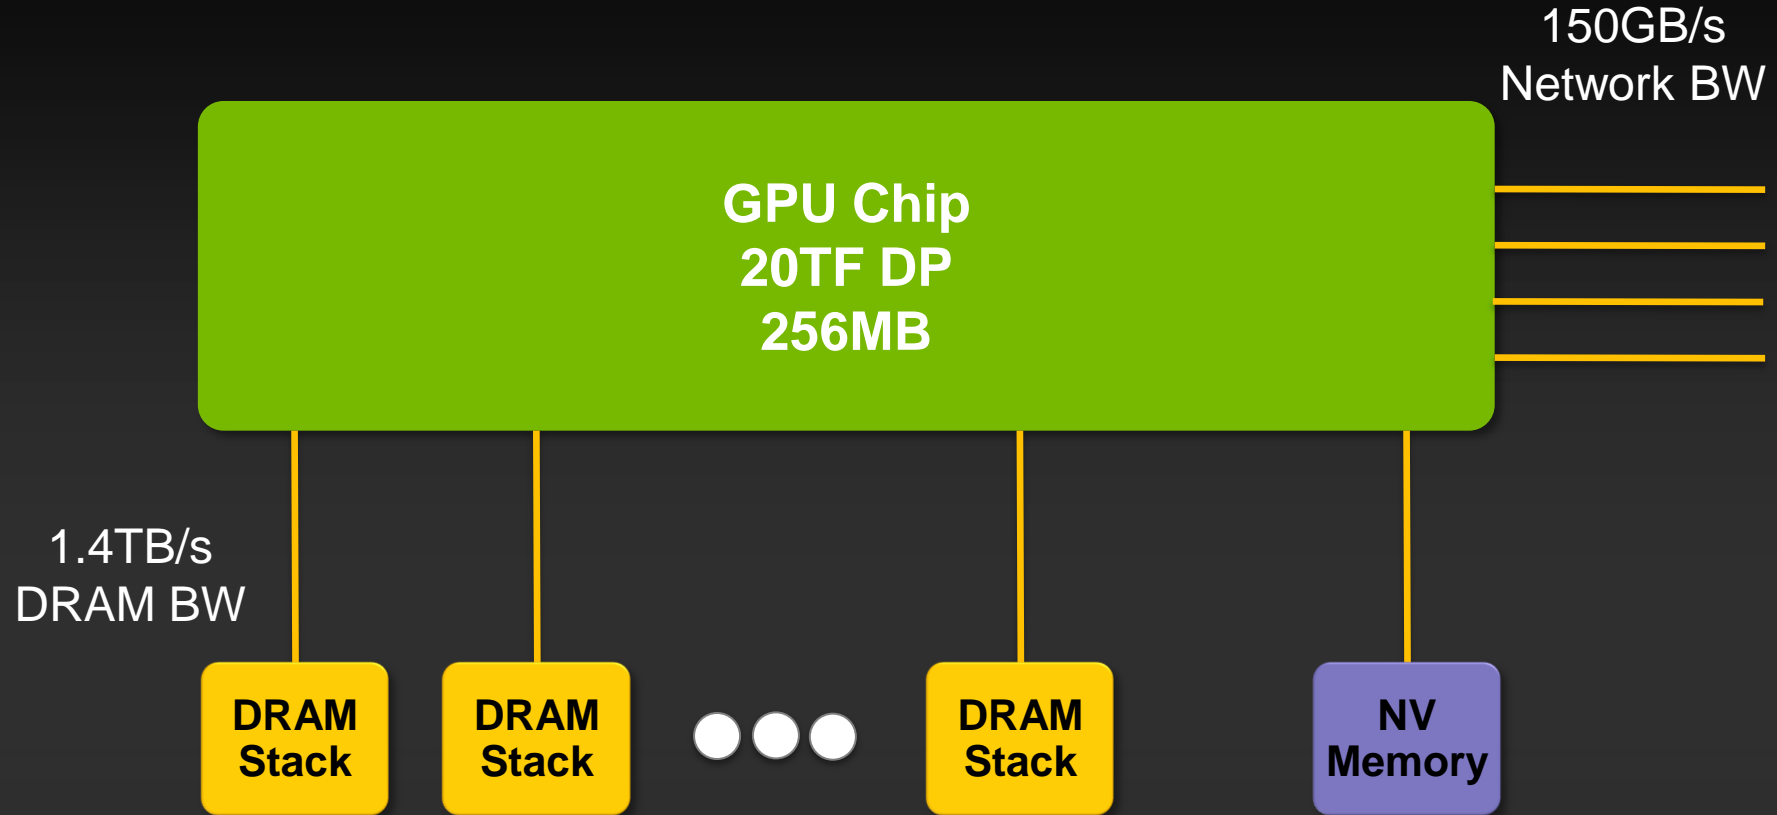 150GB/s
Network BW
GPU Chip
20TF DP
256MB
1.4TB/s
DRAM BW
DRAM
Stack
DRAM
Stack
DRAM
Stack
NV
Memory